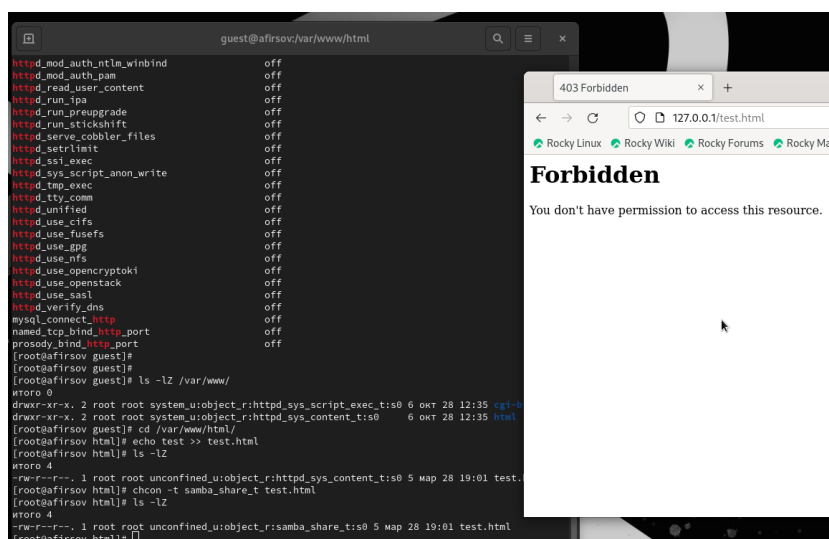 guest@afirsov:/var/www/html
httpd_mod_auth_ntlm_winbind off
httpd_mod_auth_pam off
httpd_read_user_content off
httpd_run_ipa off
httpd_run_preupgrade off
httpd_run_stickshift off
httpd_serve_cobbler_files off
httpd_setrlimit off
httpd_ssi_exec off
httpd_sys_script_anon_write off
httpd_tmp_exec off
httpd_tty_comm off
httpd_unified off
httpd_use_cifs off
httpd_use_fusefs off
httpd_use_gpg off
httpd_use_nfs off
httpd_use_opencryptoki off
httpd_use_openstack off
httpd_use_sasl off
httpd_verify_dns off
mysql_connect_http off
named_tcp_bind_http_port off
prosody_bind_http_port off
[root@afirsov guest]#
[root@afirsov guest]#
[root@afirsov guest]# ls -lZ /var/www/
итого 0
drwxr-xr-x. 2 root root system_u:object_r:httpd_sys_script_exec_t:s0 6 окт 28 12:35 cgi-b
drwxr-xr-x. 2 root root system_u:object_r:httpd_sys_content_t:s0 6 окт 28 12:35 html
[root@afirsov guest]# cd /var/www/html/
[root@afirsov html]# echo test >> test.html
[root@afirsov html]# ls -lZ
итого 4
-rw-r--r--. 1 root root unconfined_u:object_r:httpd_sys_content_t:s0 5 мар 28 19:01 test.
[root@afirsov html]# chcon -t samba_share_t test.html
[root@afirsov html]# ls -lZ
итого 4
-rw-r--r--. 1 root root unconfined_u:object_r:samba_share_t:s0 5 мар 28 19:01 test.html
[root@afirsov html]#
403 Forbidden
127.0.0.1/test.html
Rocky Linux Rocky Wiki Rocky Forums Rocky Ma
Forbidden
You don't have permission to access this resource.